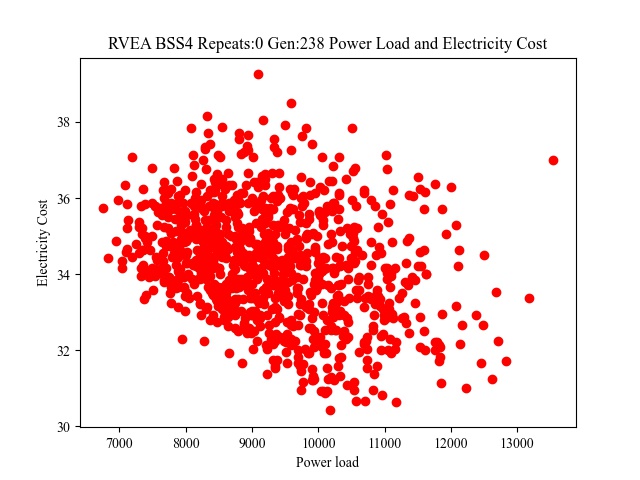 RVEA BSS4 Repeats:0 Gen:238 Power Load and Electricity Cost
Electricity Cost
38
36
34
32
30
7000 8000 9000 10000 11000 12000 13000
Power load